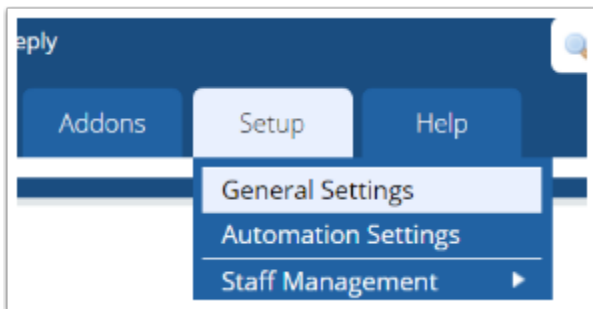 eply
Addons Setup Help
General Settings
Automation Settings
Staff Management